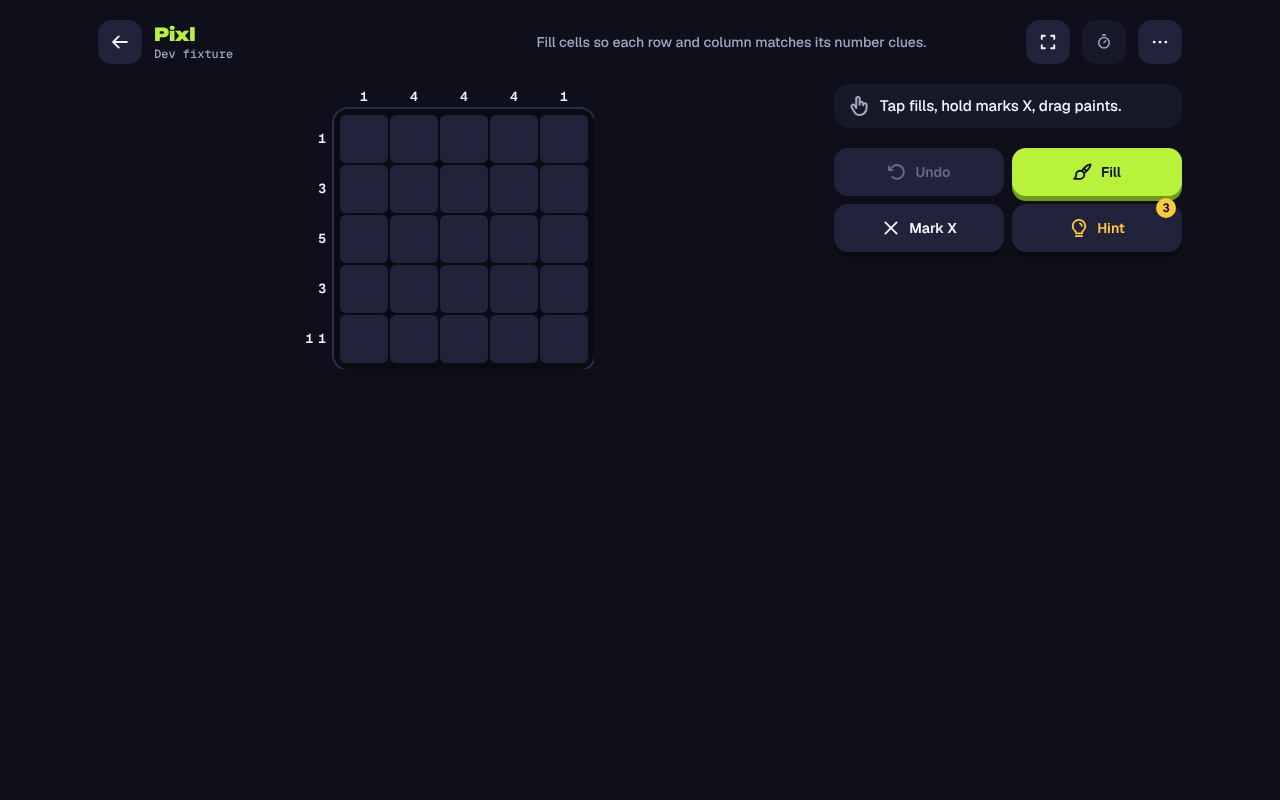 Pixl
Dev fixture
Fill cells so each row and column matches its number clues.
1 4 4 4 1
1
3
5
3
1 1
Tap fills, hold marks X, drag paints.
Undo
Fill
Mark X
Hint
3